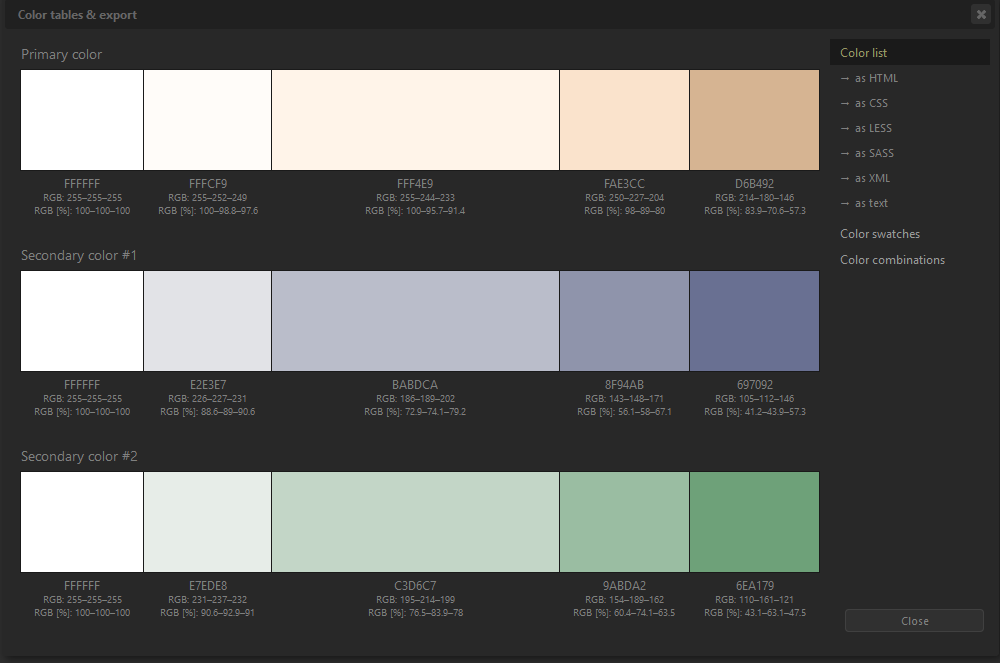 Color tables & export
Primary color
FFFFFF
RGB: 255–255–255
RGB [%]: 100–100–100
FFFCF9
RGB: 255–252–249
RGB [%]: 100–98.8–97.6
FFF4E9
RGB: 255–244–233
RGB [%]: 100–95.7–91.4
FAE3CC
RGB: 250–227–204
RGB [%]: 98–89–80
D6B492
RGB: 214–180–146
RGB [%]: 83.9–70.6–57.3
Secondary color #1
FFFFFF
RGB: 255–255–255
RGB [%]: 100–100–100
E2E3E7
RGB: 226–227–231
RGB [%]: 88.6–89–90.6
BABDCA
RGB: 186–189–202
RGB [%]: 72.9–74.1–79.2
8F94AB
RGB: 143–148–171
RGB [%]: 56.1–58–67.1
697092
RGB: 105–112–146
RGB [%]: 41.2–43.9–57.3
Secondary color #2
FFFFFF
RGB: 255–255–255
RGB [%]: 100–100–100
E7EDE8
RGB: 231–237–232
RGB [%]: 90.6–92.9–91
C3D6C7
RGB: 195–214–199
RGB [%]: 76.5–83.9–78
9ABDA2
RGB: 154–189–162
RGB [%]: 60.4–74.1–63.5
6EA179
RGB: 110–161–121
RGB [%]: 43.1–63.1–47.5
Color list
→ as HTML
→ as CSS
→ as LESS
→ as SASS
→ as XML
→ as text
Color swatches
Color combinations
Close